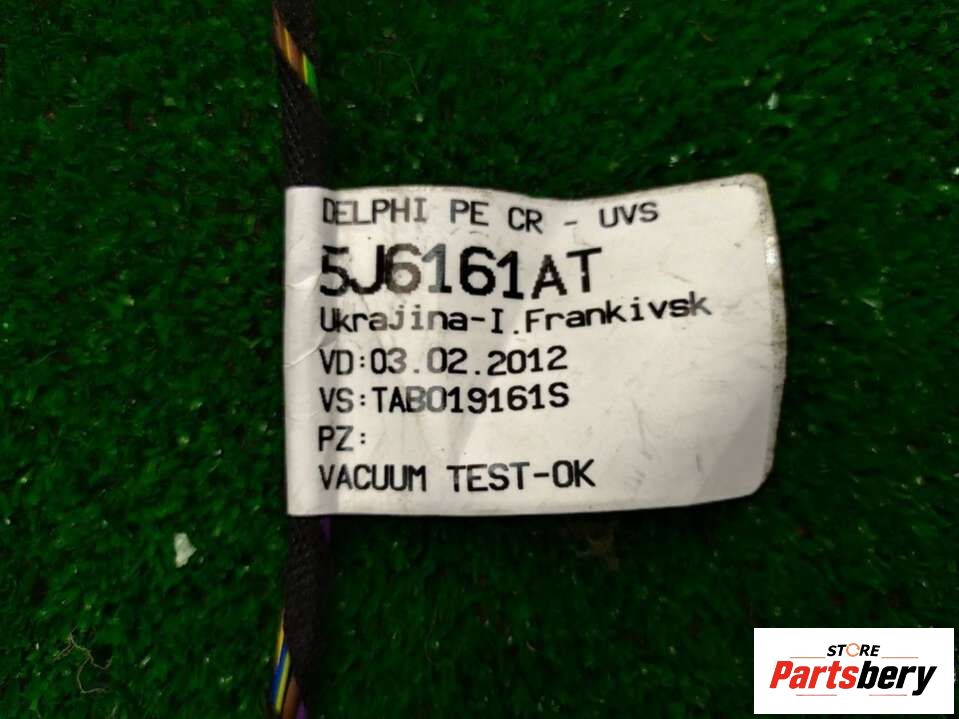 DELPHI PE CR - UVS
5J6161AT
Ukrajina-I.Frankivsk
VD:03.02.2012
VS:TAB019161S
PZ:
VACUUM TEST-OK
STORE
Partsbery